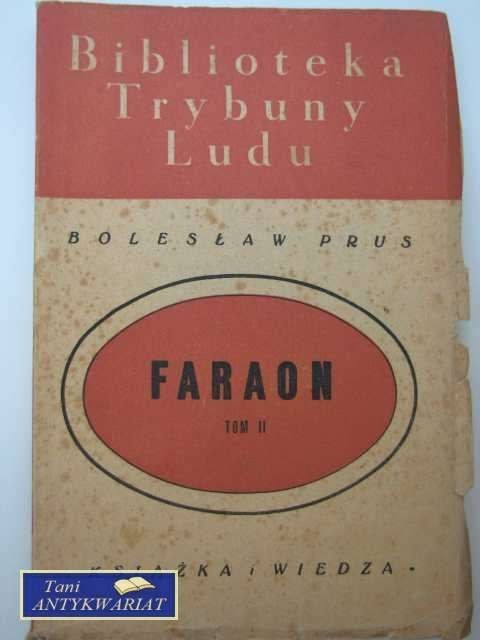 Biblioteka
Trybuny
Ludu
BOLESŁAW PRUS
FARAON
TOM II
KSIĄŻKA i WIEDZA •
Tani
ANTYKWARIAT